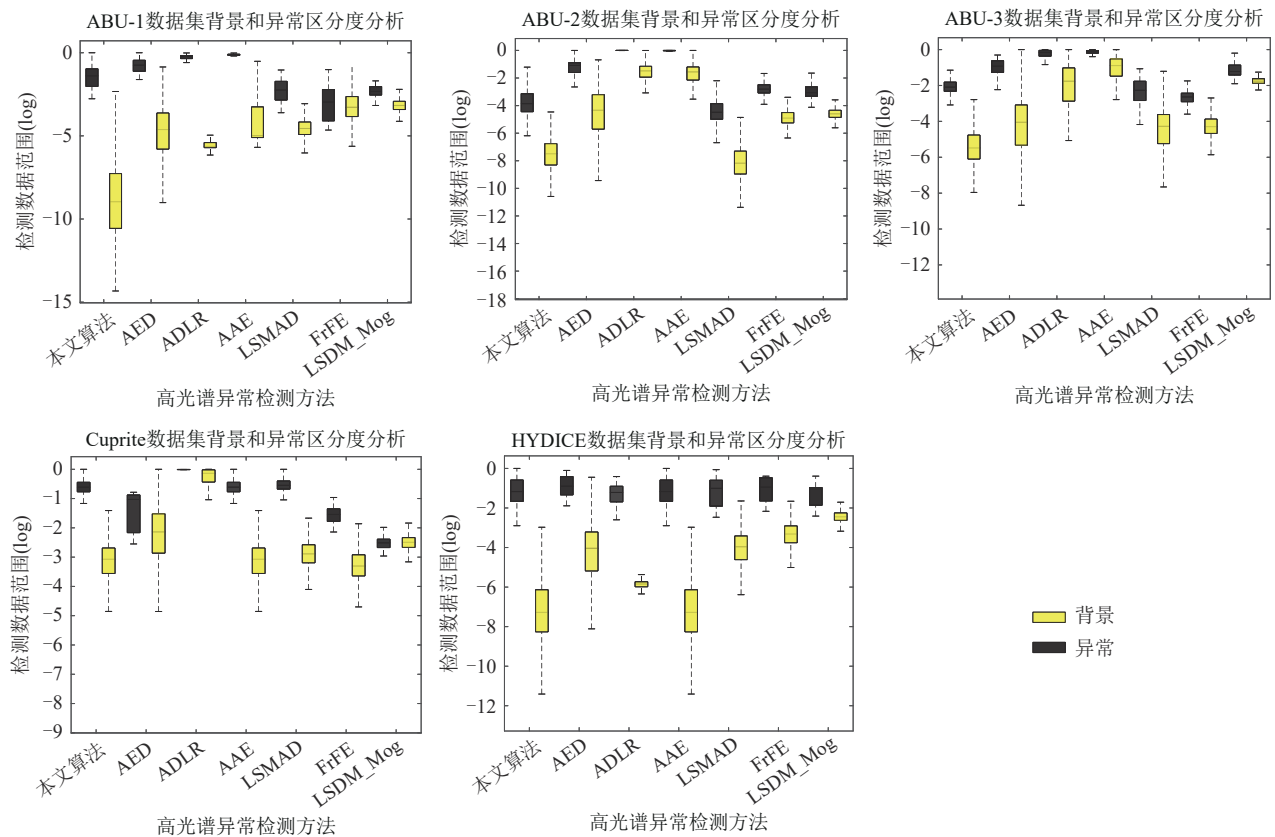 ABU-1数据集背景和异常区分度分析
0
−5
−10
−15
检测数据范围(log)
本文算法
AED
ADLR
AAE
LSMAD
FrFE
LSDM_Mog
高光谱异常检测方法
ABU-2数据集背景和异常区分度分析
0
−2
−4
−6
−8
−10
−12
−14
−16
18
检测数据范围(log)
本文算法
AED
ADLR
AAE
LSMAD
FrFE
LSDM_Mog
高光谱异常检测方法
ABU-3数据集背景和异常区分度分析
0
−2
−4
−6
−8
−10
−12
检测数据范围(log)
本文算法
AED
ADLR
AAE
LSMAD
FrFE
LSDM_Mog
高光谱异常检测方法
Cuprite数据集背景和异常区分度分析
0
−1
−2
−3
−4
−5
−6
−7
−8
−9
检测数据范围(log)
本文算法
AED
ADLR
AAE
LSMAD
FrFE
LSDM_Mog
高光谱异常检测方法
HYDICE数据集背景和异常区分度分析
0
−2
−4
−6
−8
−10
−12
检测数据范围(log)
本文算法
AED
ADLR
AAE
LSMAD
FrFE
LSDM_Mog
高光谱异常检测方法
背景
异常